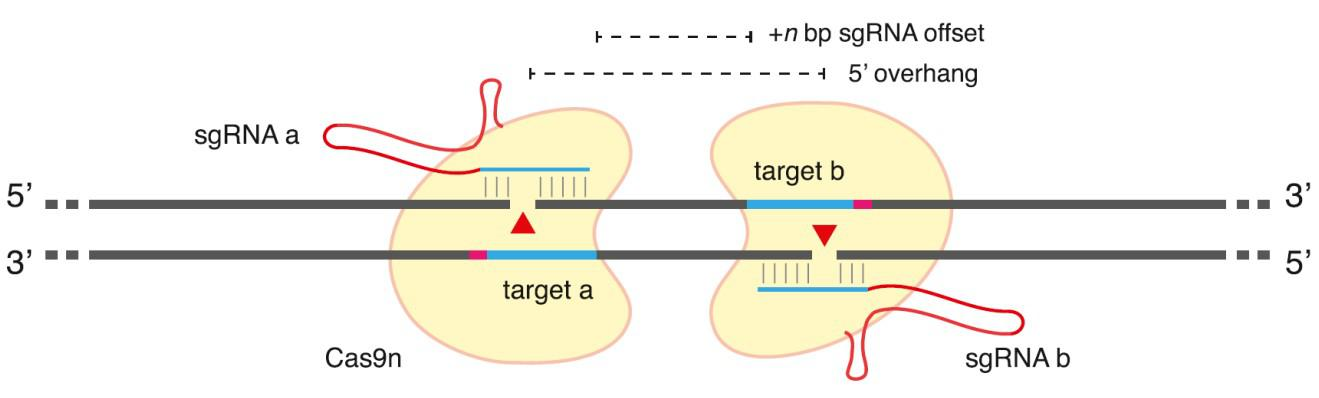 +n bp sgRNA offset
5’ overhang
sgRNA a
target b
5’
3’
3’
5’
target a
Cas9n
sgRNA b